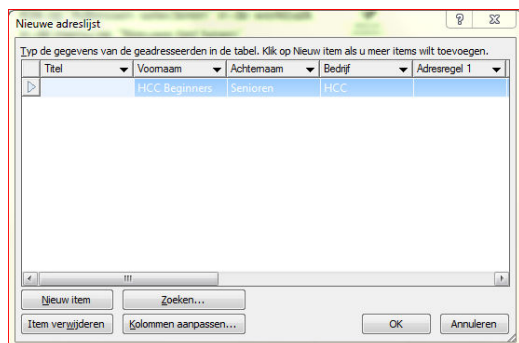 Nieuwe adreslijst
Typ de gegevens van de geadresseerden in de tabel. Klik op Nieuw item als u meer items wilt toevoegen.
Titel Voornaam Achternaam Bedrijf Adresregel 1
HCC Beginners Senioren HCC
Nieuw item Zoeken...
Item verwijderen Kolommen aanpassen... OK Annuleren